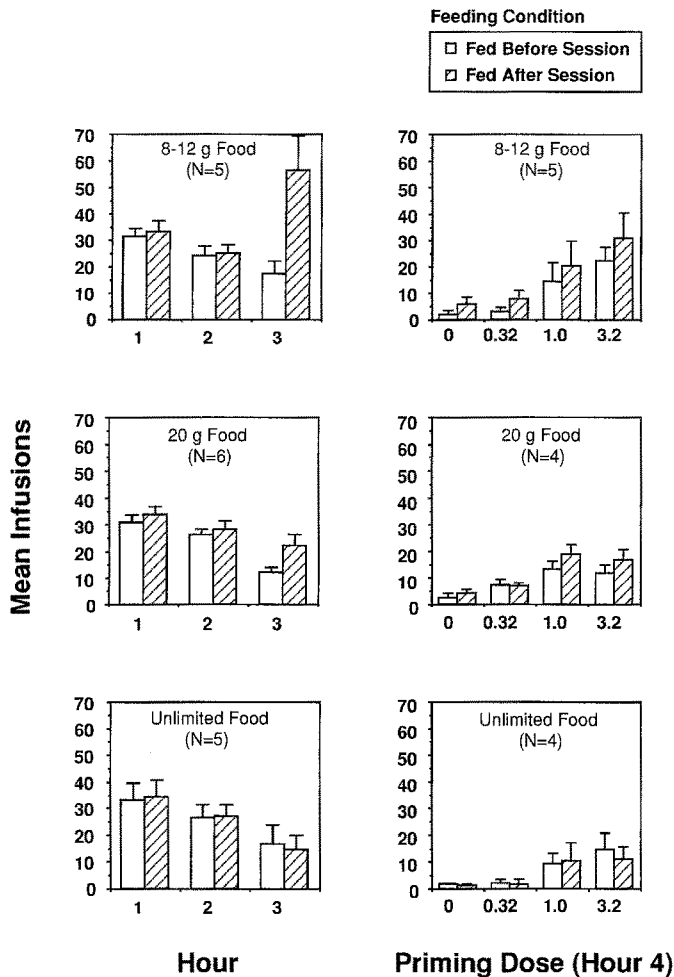 Feeding Condition
Fed Before Session
Fed After Session
70
60
50
40
30
20
10
0
8-12 g Food
(N=5)
1 2 3
70
60
50
40
30
20
10
0
8-12 g Food
(N=5)
0 0.32 1.0 3.2
Mean Infusions
70
60
50
40
30
20
10
0
20 g Food
(N=6)
1 2 3
70
60
50
40
30
20
10
0
20 g Food
(N=4)
0 0.32 1.0 3.2
70
60
50
40
30
20
10
0
Unlimited Food
(N=5)
1 2 3
Hour
70
60
50
40
30
20
10
0
Unlimited Food
(N=4)
0 0.32 1.0 3.2
Priming Dose (Hour 4)